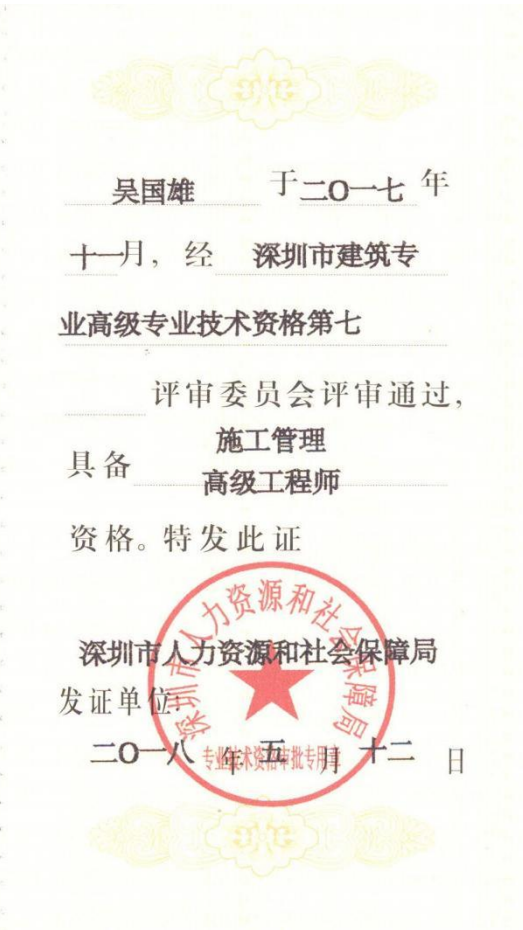 吴国雄 于二〇一七 年
十一月，经 深圳市建筑专
业高级专业技术资格第七
评审委员会评审通过，
具备 施工管理
高级工程师
资格。特发此证
深圳市人力资源和社会保障局
发证单位:
二〇一八 年 五 月 十二 日
深圳市人力资源和社会保障局
专业技术资格审批专用章